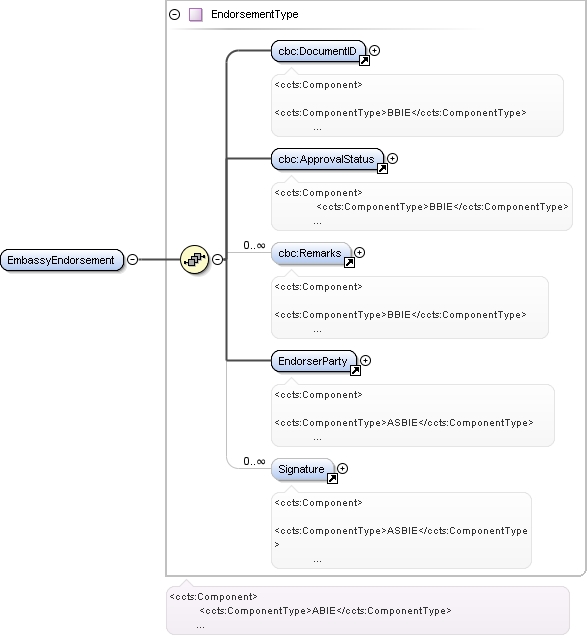 EndorsementType
cbc:DocumentID
<ccts:Component>
<ccts:ComponentType>BBIE</ccts:ComponentType>
...
cbc:ApprovalStatus
<ccts:Component>
<ccts:ComponentType>BBIE</ccts:ComponentType>
...
0..∞
cbc:Remarks
<ccts:Component>
<ccts:ComponentType>BBIE</ccts:ComponentType>
...
EmbassyEndorsement
EndorserParty
<ccts:Component>
<ccts:ComponentType>ASBIE</ccts:ComponentType>
...
0..∞
Signature
<ccts:Component>
<ccts:ComponentType>ASBIE</ccts:ComponentType
>
...
<ccts:Component>
<ccts:ComponentType>ABIE</ccts:ComponentType>
...